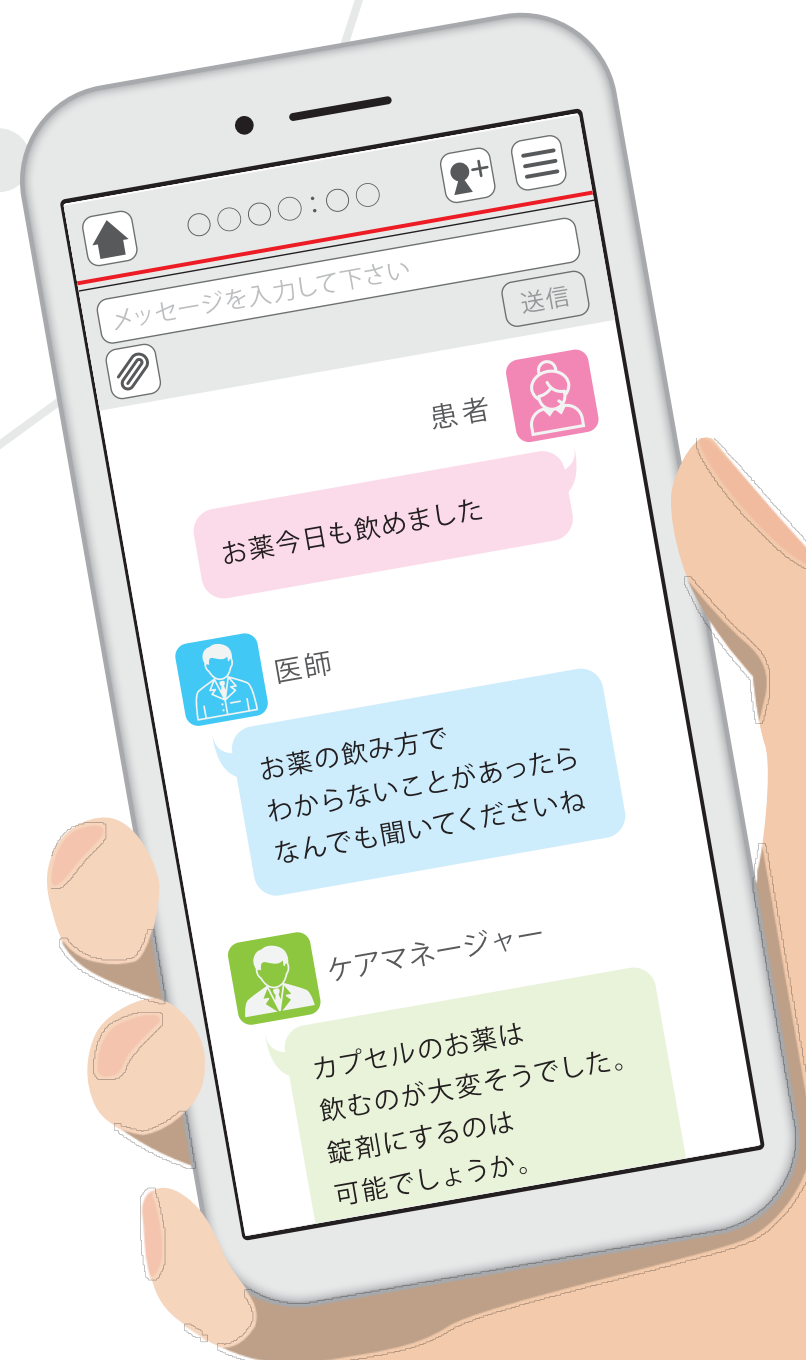 ○○○○:○○
メッセージを入力して下さい
送信
患者
お薬今日も飲めました
医師
お薬の飲み方で
わからないことがあったら
なんでも聞いてくださいね
ケアマネージャー
カプセルのお薬は
飲むのが大変そうでした。
錠剤にするのは
可能でしょうか。